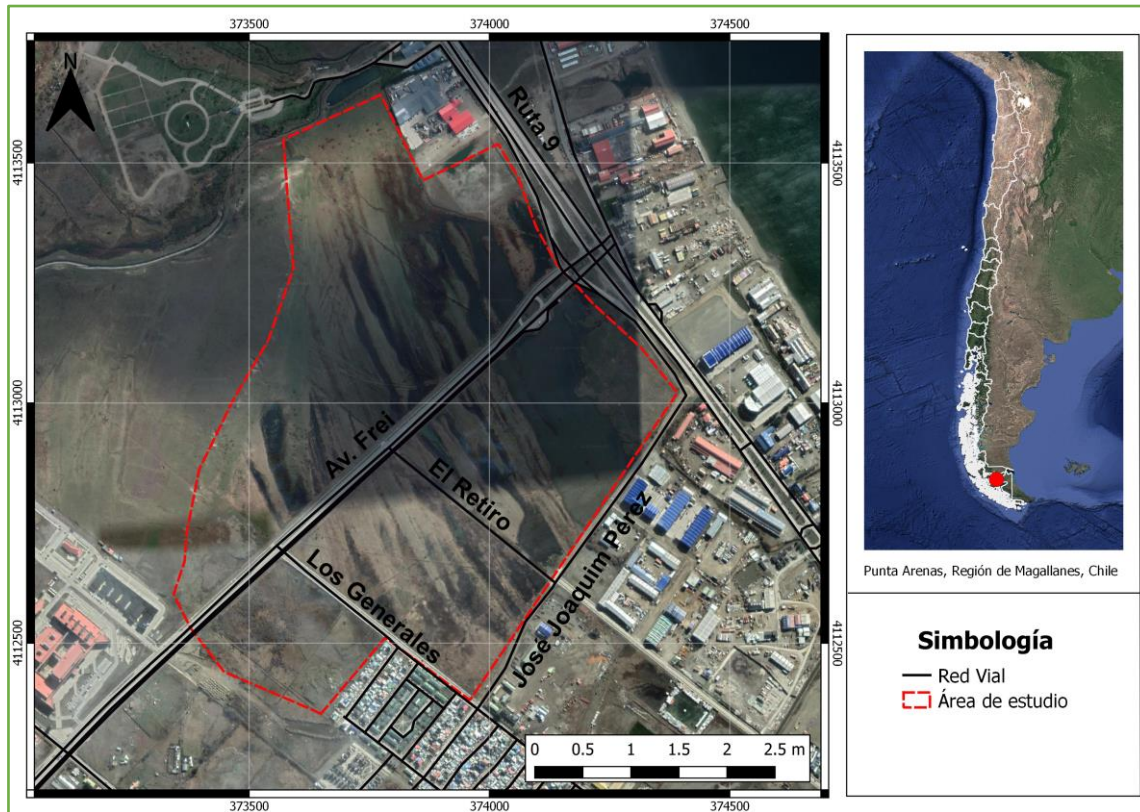 373500 374000 374500
N
4113500
4113500
Ruta 9
4113000
4113000
Av. Frei
El Retiro
Los Generales
José Joaquim Pérez
4112500
4112500
0 0.5 1 1.5 2 2.5 m
373500 374000 374500
Punta Arenas, Región de Magallanes, Chile
Simbología
Red Vial
Área de estudio